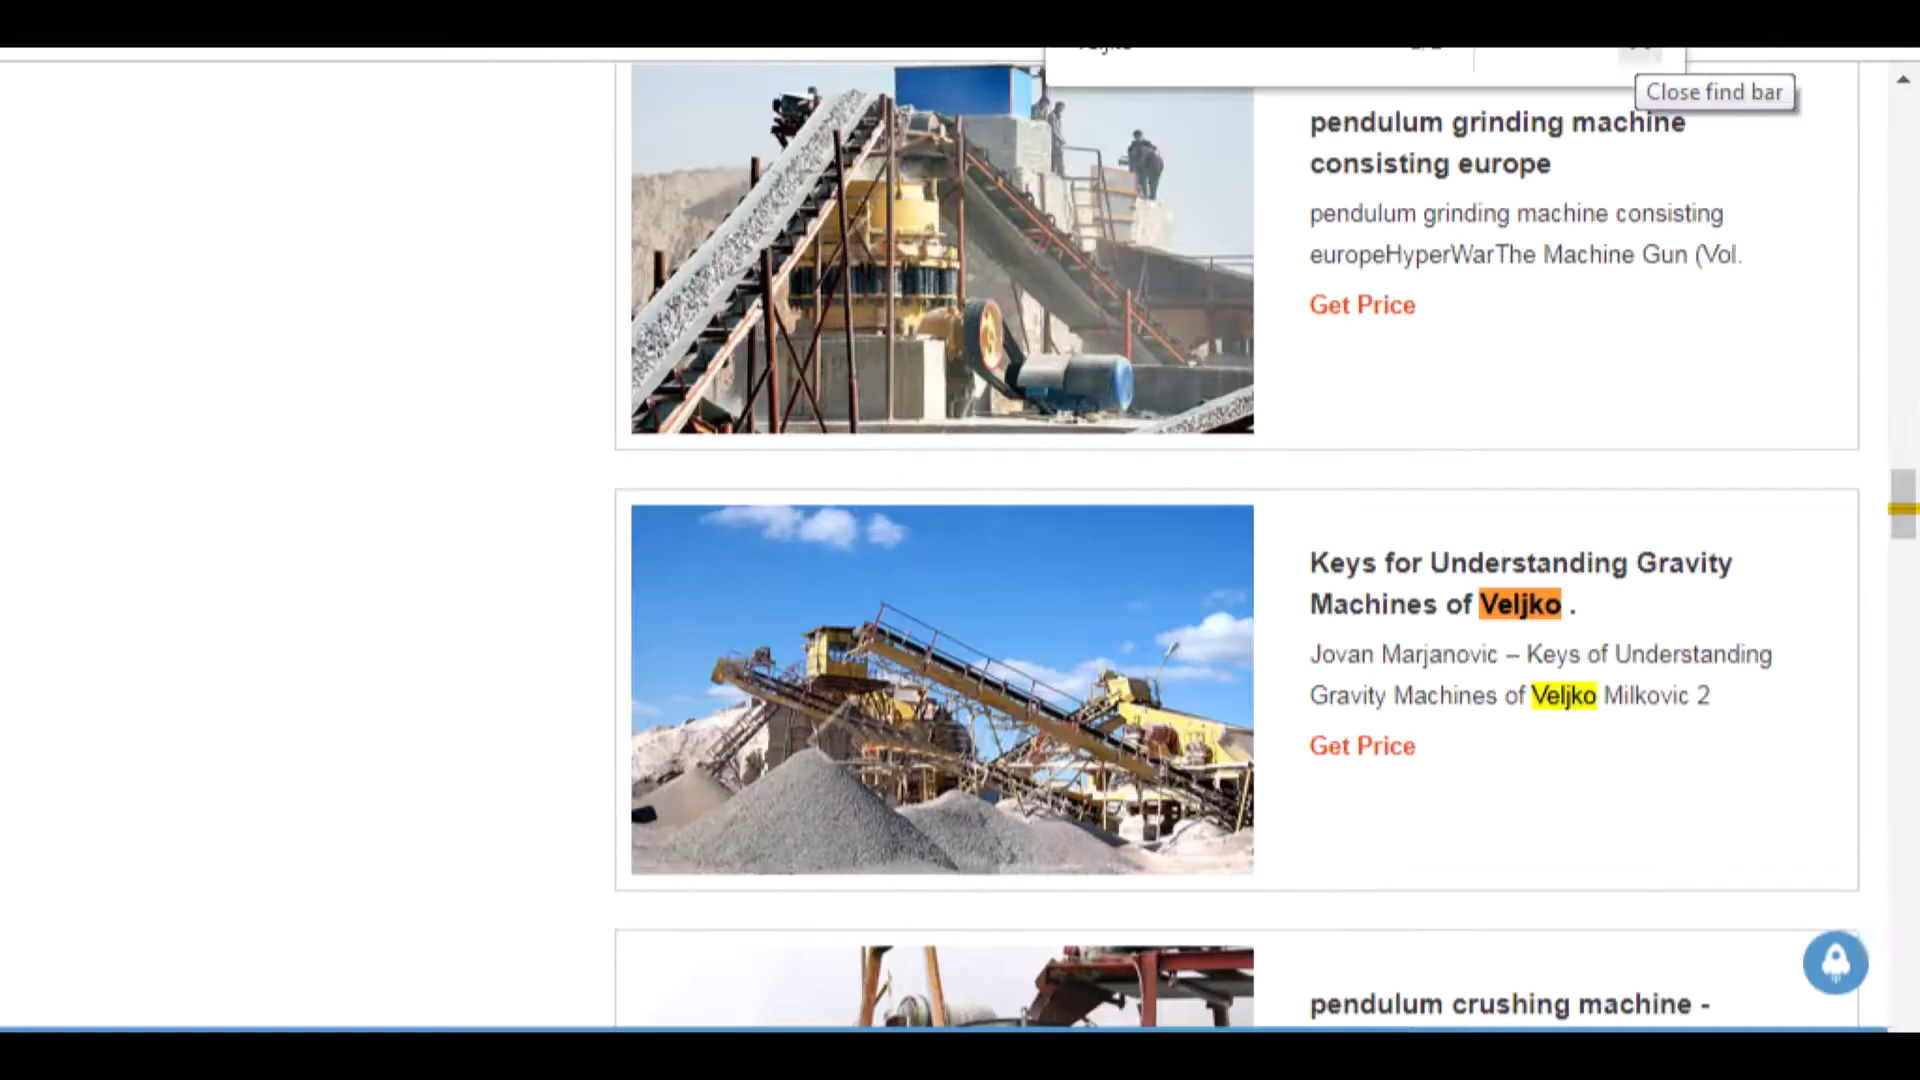 Close find bar
pendulum grinding machine
consisting europe
pendulum grinding machine consisting
europeHyperWarThe Machine Gun (Vol.
Get Price
Keys for Understanding Gravity
Machines of Veljko .
Jovan Marjanovic – Keys of Understanding
Gravity Machines of Veljko Milkovic 2
Get Price
pendulum crushing machine -